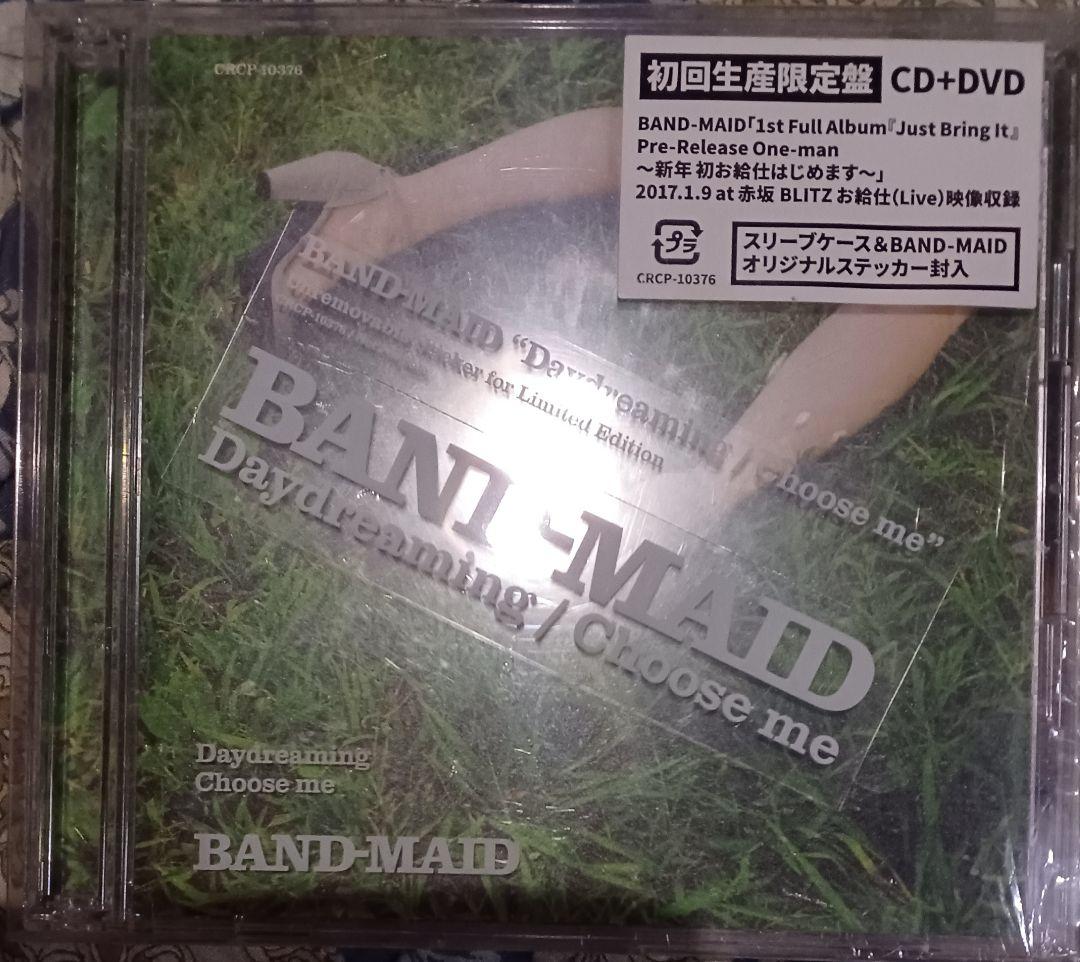 CRCP-10376
初回生産限定盤 CD+DVD
BAND-MAID「1st Full Album『Just Bring It』
Pre-Release One-man
～新年 初お給仕はじめます～」
2017.1.9 at 赤坂 BLITZ お給仕(Live)映像収録
プラ
CRCP-10376
スリーブケース&BAND-MAID
オリジナルステッカー封入
BAND-MAID “Daydreaming / Choose me”
removable sticker for Limited Edition
CRCP-10376
BAND-MAID
Daydreaming / Choose me
Daydreaming
Choose me
BAND-MAID